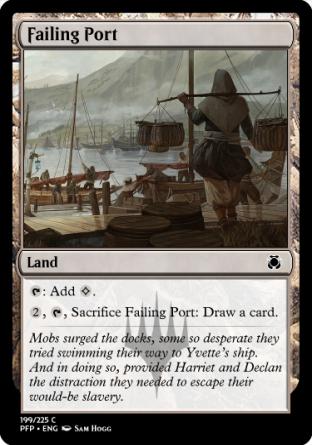 Failing Port
Land
: Add .
2, , Sacrifice Failing Port: Draw a card.
Mobs surged the docks, some so desperate they
tried swimming their way to Yvette's ship.
And in doing so, provided Harriet and Declan
the distraction they needed to escape their
would-be slavery.
199/225 C
PFP • ENG Sam Hogg